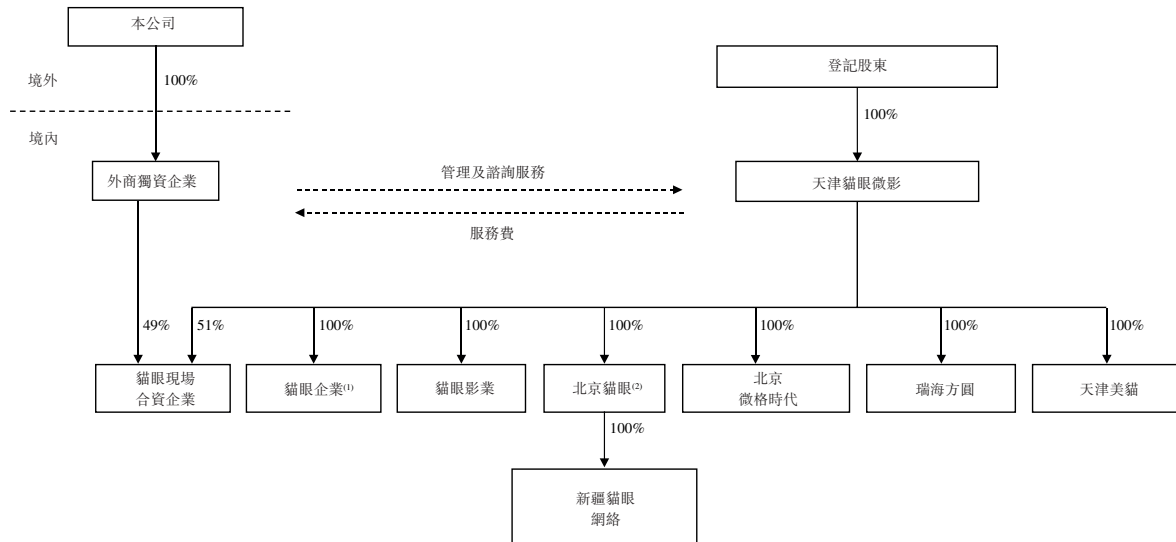 本公司
登記股東
境外
100%
100%
境內
外商獨資企業
管理及諮詢服務
天津貓眼微影
服務費
49%
51%
100%
100%
100%
100%
100%
100%
貓眼現場
合資企業
貓眼企業(1)
貓眼影業
北京貓眼(2)
北京
微格時代
瑞海方圓
天津美貓
100%
新疆貓眼
網絡